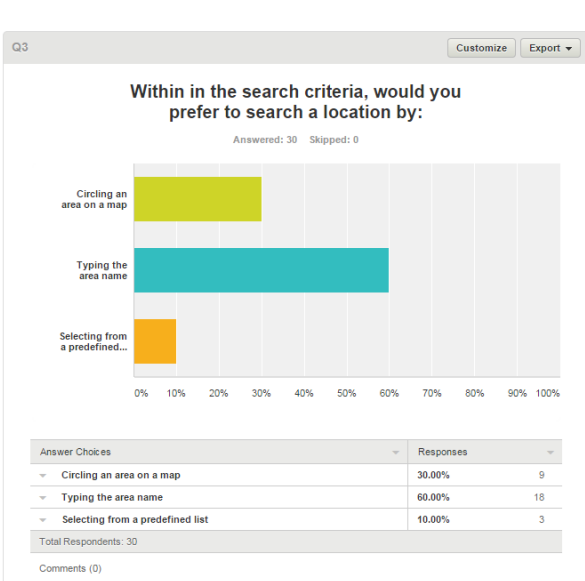 Q3
Customize
Export
Within in the search criteria, would you
prefer to search a location by:
Answered: 30 Skipped: 0
Circling an
area on a map
Typing the
area name
Selecting from
a predefined...
0% 10% 20% 30% 40% 50% 60% 70% 80% 90% 100%
Answer Choices Responses
Circling an area on a map 30.00% 9
Typing the area name 60.00% 18
Selecting from a predefined list 10.00% 3
Total Respondents: 30
Comments (0)